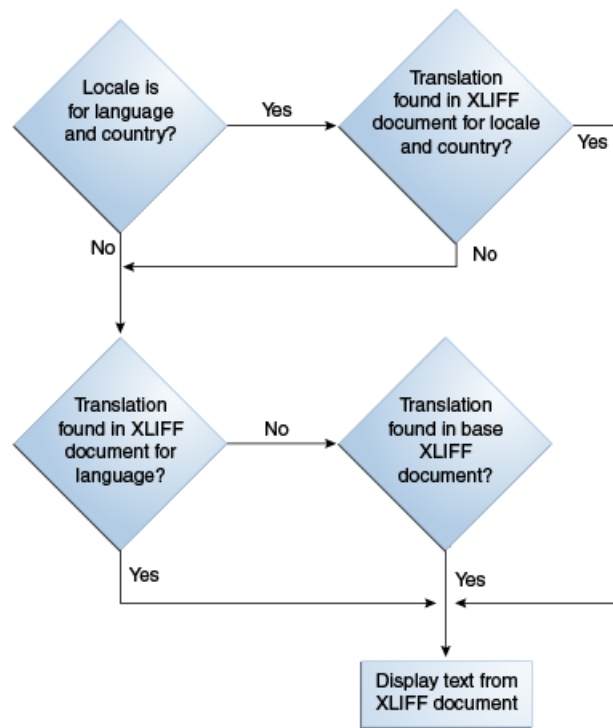 Locale is
for language
and country?
Yes
Translation
found in XLIFF
document for locale
and country?
Yes
No
No
Translation
found in XLIFF
document for
language?
No
Translation
found in base
XLIFF
document?
Yes
Yes
Display text from
XLIFF document